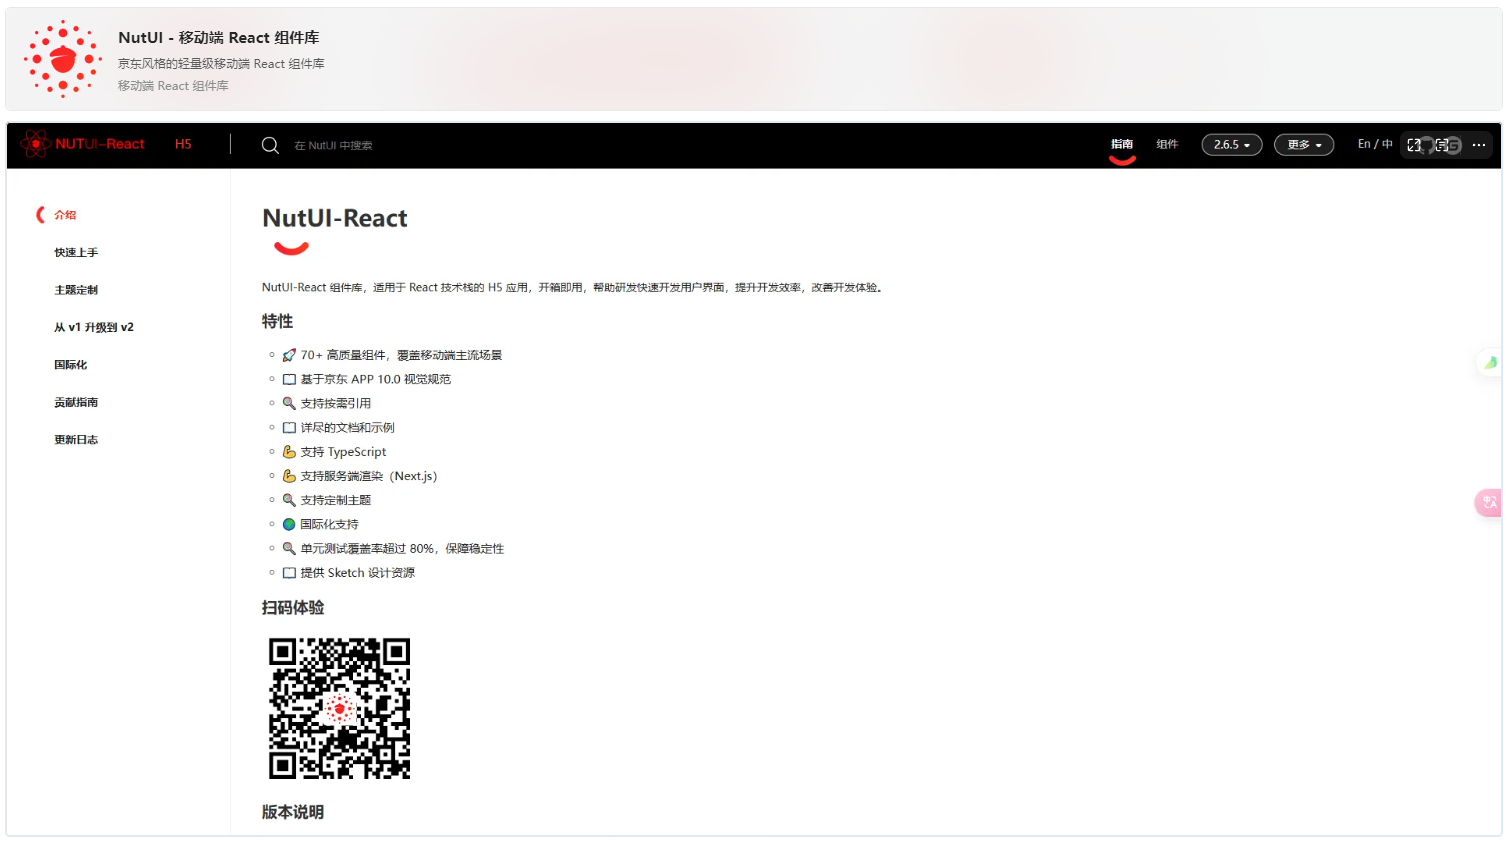 NutUI - 移动端 React 组件库
京东风格的轻量级移动端 React 组件库
移动端 React 组件库
NUTUI-React
H5
在 NutUI 中搜索
指南
组件
2.6.5
更多
En / 中
介绍
快速上手
主题定制
从 v1 升级到 v2
国际化
贡献指南
更新日志
NutUI-React
NutUI-React 组件库，适用于 React 技术栈的 H5 应用，开箱即用，帮助研发快速开发用户界面，提升开发效率，改善开发体验。
特性
70+ 高质量组件，覆盖移动端主流场景
基于京东 APP 10.0 视觉规范
支持按需引用
详尽的文档和示例
支持 TypeScript
支持服务端渲染（Next.js）
支持定制主题
国际化支持
单元测试覆盖率超过 80%，保障稳定性
提供 Sketch 设计资源
扫码体验
版本说明